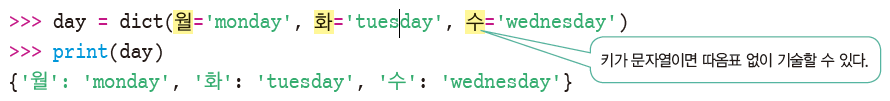 >>> day = dict(월='monday', 화='tuesday', 수='wednesday')
>>> print(day)
키가 문자열이면 따옴표 없이 기술할 수 있다.
{'월': 'monday', '화': 'tuesday', '수': 'wednesday'}